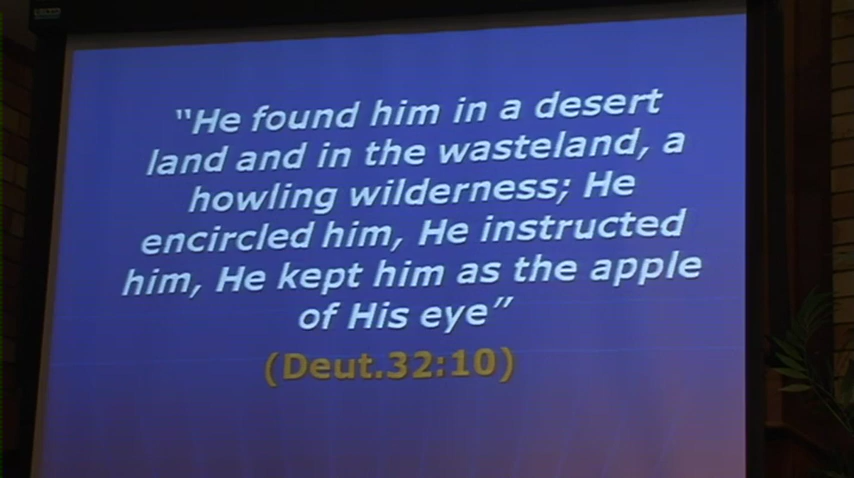 "He found him in a desert
land and in the wasteland, a
howling wilderness; He
encircled him, He instructed
him, He kept him as the apple
of His eye"
(Deut.32:10)